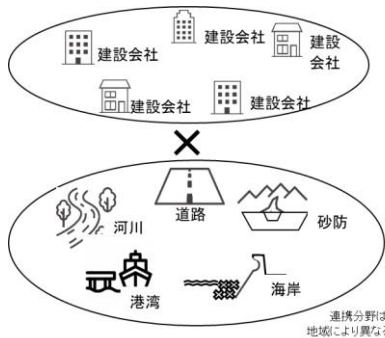 建設会社
建設会社
建設
会社
建設会社
建設会社
×
道路
河川
砂防
港湾
海岸
連携分野は
地域により異なる